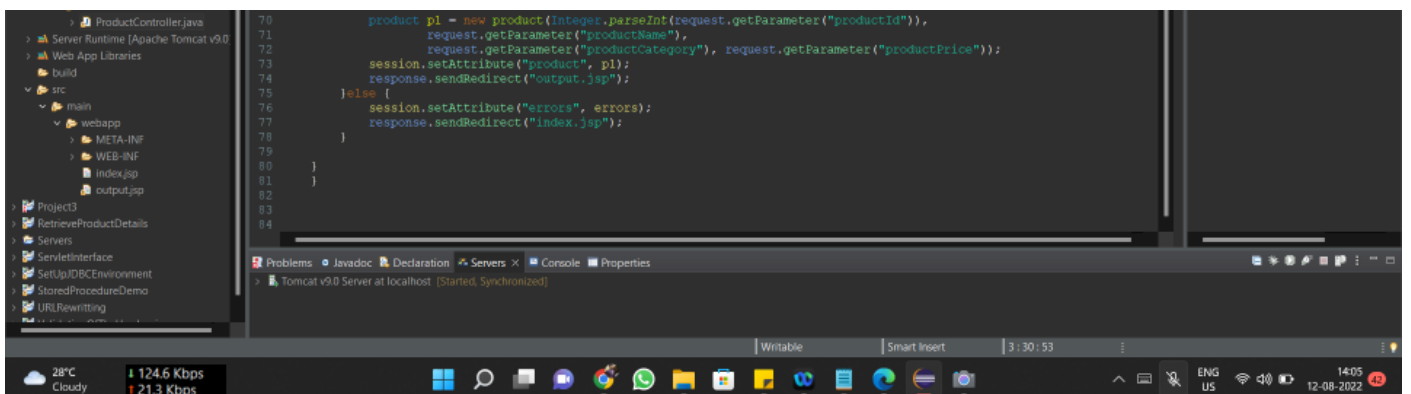 ProductController.java
Server Runtime [Apache Tomcat v9.0
Web App Libraries
build
src
main
webapp
META-INF
WEB-INF
index.jsp
output.jsp
Project3
RetrieveProductDetails
Servers
ServletInterface
SetUpJDBCEnvironment
StoredProcedureDemo
URLRewritting
70 product pl = new product(Integer.parseInt(request.getParameter("productId")),
71 request.getParameter("productName"),
72 request.getParameter("productCategory"), request.getParameter("productPrice"));
73 session.setAttribute("product", pl);
74 response.sendRedirect("output.jsp");
75 }else {
76 session.setAttribute("errors", errors);
77 response.sendRedirect("index.jsp");
78 }
79
80 }
81 }
82
83
84
Problems Javadoc Declaration Servers × Console Properties
Tomcat v9.0 Server at localhost [Started, Synchronized]
Writable Smart Insert 3 : 30 : 53
28°C
Cloudy
↓ 124.6 Kbps
↑ 21.3 Kbps
ENG
US
14:05
12-08-2022
42